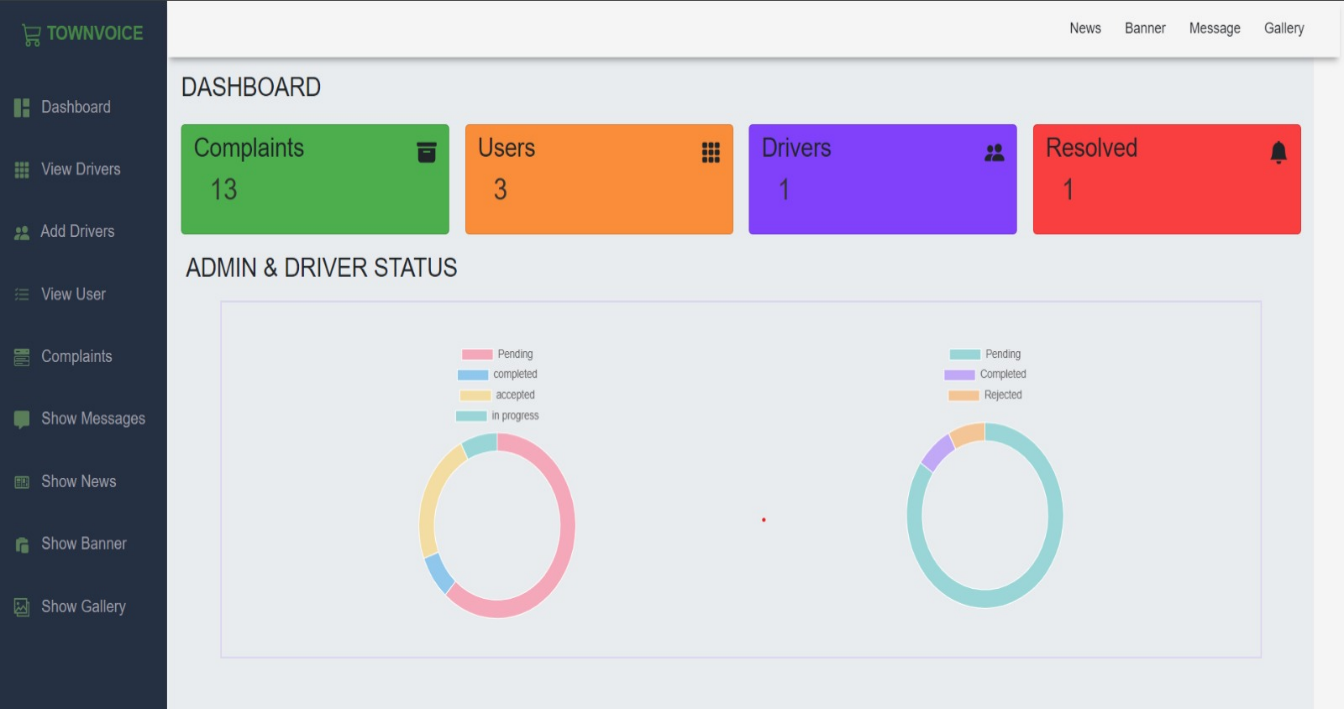 TOWNVOICE
News Banner Message Gallery
Dashboard
View Drivers
Add Drivers
View User
Complaints
Show Messages
Show News
Show Banner
Show Gallery
DASHBOARD
Complaints
13
Users
3
Drivers
1
Resolved
1
ADMIN & DRIVER STATUS
Pending
completed
accepted
in progress
Pending
Completed
Rejected